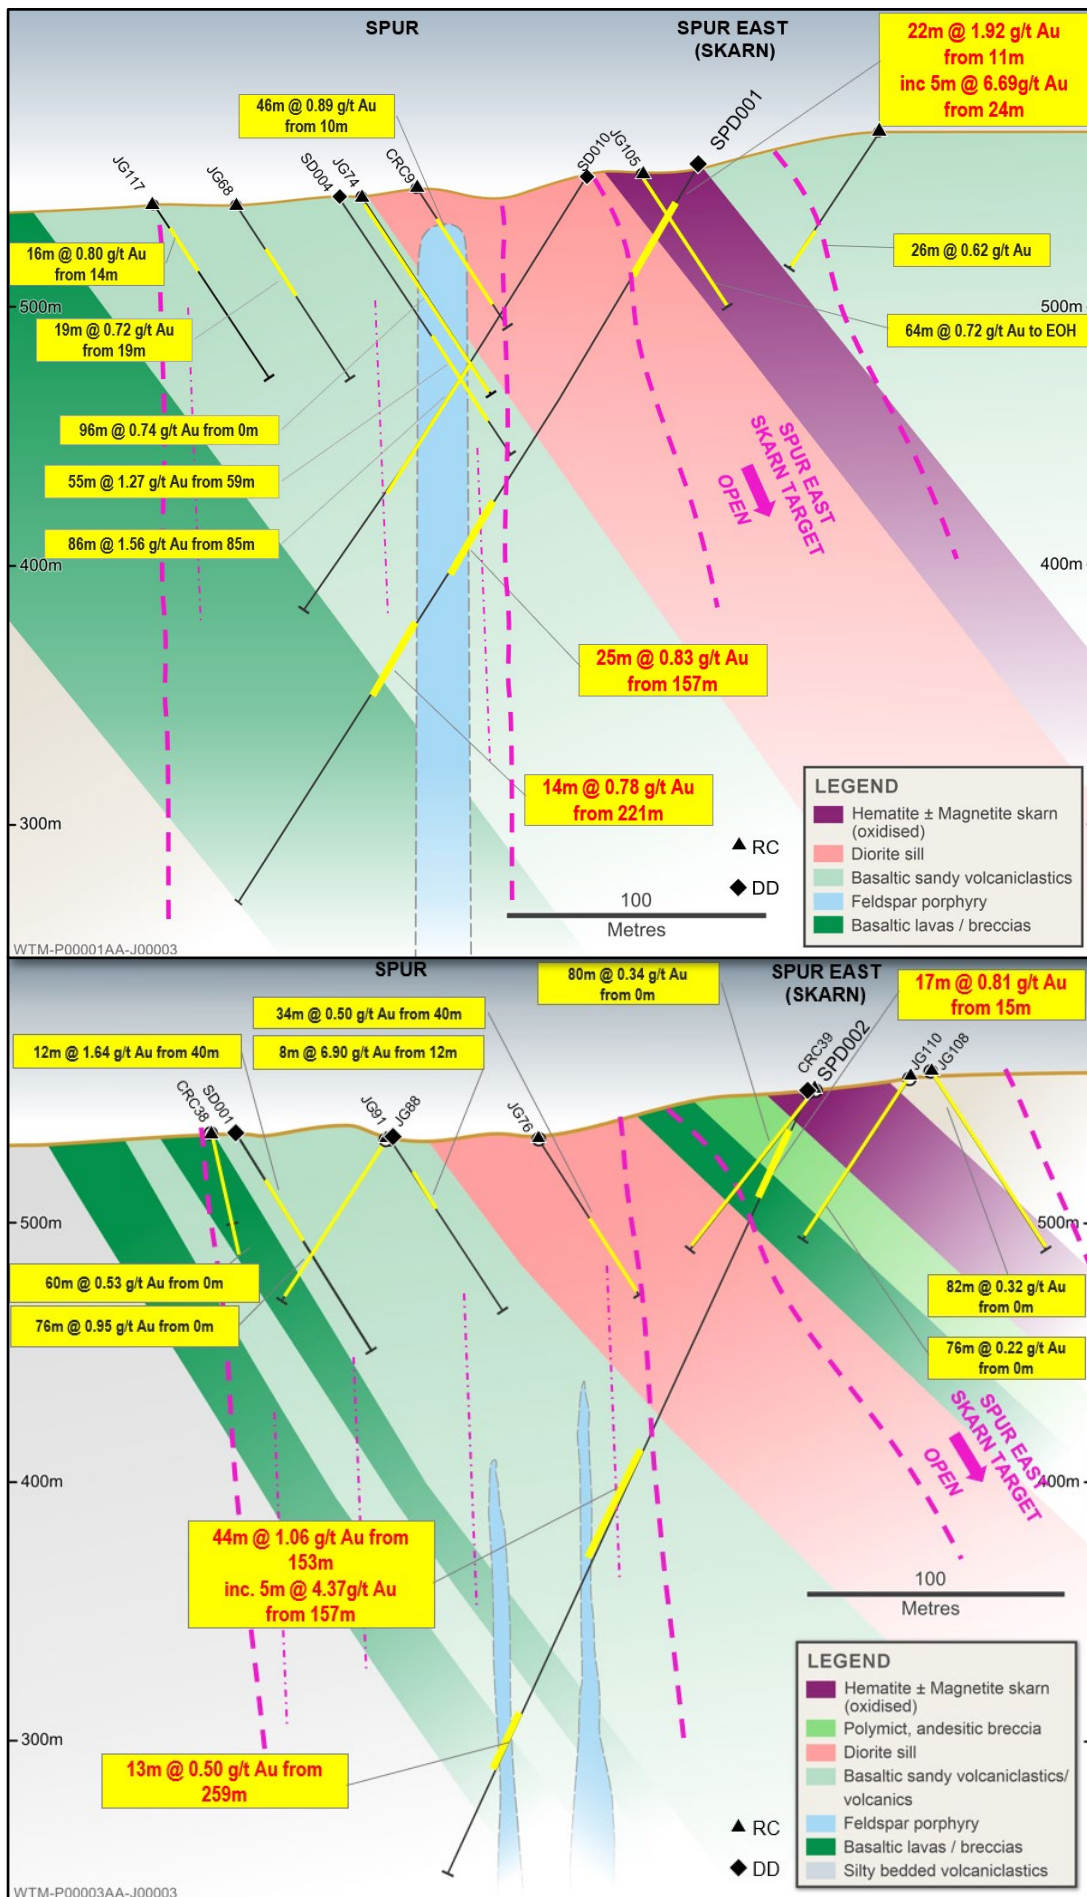 SPUR
SPUR EAST
(SKARN)
22m @ 1.92 g/t Au
from 11m
inc 5m @ 6.69g/t Au
from 24m
46m @ 0.89 g/t Au
from 10m
JG117
JG68
SD004
JG74
CRC91
SD010
JG105
SPD001
16m @ 0.80 g/t Au
from 14m
26m @ 0.62 g/t Au
500m
500m
19m @ 0.72 g/t Au
from 19m
64m @ 0.72 g/t Au to EOH
96m @ 0.74 g/t Au from 0m
55m @ 1.27 g/t Au from 59m
86m @ 1.56 g/t Au from 85m
SPUR EAST
SKARN TARGET
OPEN
400m
400m
25m @ 0.83 g/t Au
from 157m
14m @ 0.78 g/t Au
from 221m
300m
LEGEND
Hematite ± Magnetite skarn
(oxidised)
Diorite sill
Basaltic sandy volcaniclastics
Feldspar porphyry
Basaltic lavas / breccias
RC
DD
100
Metres
WTM-P00001AA-J00003
SPUR
80m @ 0.34 g/t Au
from 0m
SPUR EAST
(SKARN)
17m @ 0.81 g/t Au
from 15m
34m @ 0.50 g/t Au from 40m
12m @ 1.64 g/t Au from 40m
8m @ 6.90 g/t Au from 12m
CRC38
SD001
JG91
JG88
JG76
CRC39
SPD002
JG110
JG108
500m
500m
60m @ 0.53 g/t Au from 0m
76m @ 0.95 g/t Au from 0m
82m @ 0.32 g/t Au
from 0m
76m @ 0.22 g/t Au
from 0m
SPUR EAST
SKARN TARGET
OPEN
400m
400m
44m @ 1.06 g/t Au from
153m
inc. 5m @ 4.37g/t Au
from 157m
100
Metres
300m
13m @ 0.50 g/t Au from
259m
LEGEND
Hematite ± Magnetite skarn
(oxidised)
Polymict, andesitic breccia
Diorite sill
Basaltic sandy volcaniclastics/
volcanics
Feldspar porphyry
Basaltic lavas / breccias
Silty bedded volcaniclastics
RC
DD
WTM-P00003AA-J00003